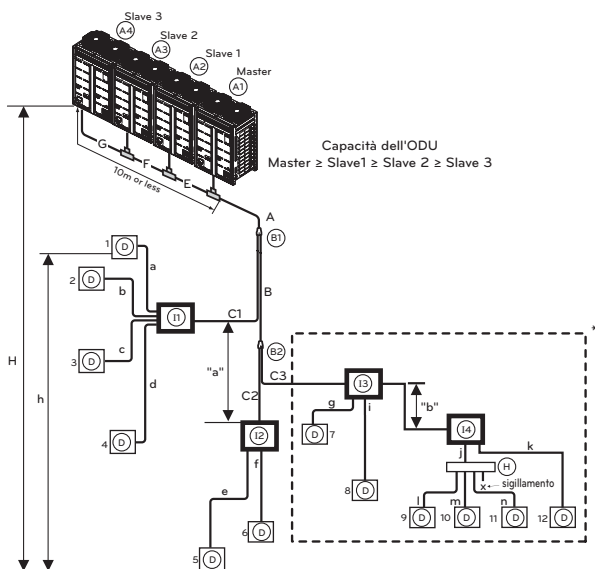 Slave 3
A4
Slave 2
A3
Slave 1
A2
Master
A1
Capacità dell'ODU
Master ≥ Slave1 ≥ Slave 2 ≥ Slave 3
G
F
E
10m or less
A
B1
1 D
a
2 D
b
B
C1
I1
H
h
c
3 D
d
"a"
B2
C3
C2
*
I3
"b"
g
i
D 7
I4
4 D
I2
j
k
H
x
sigillamento
8 D
e
f
l
m
n
9 D
10 D
11 D
12 D
6 D
5 D